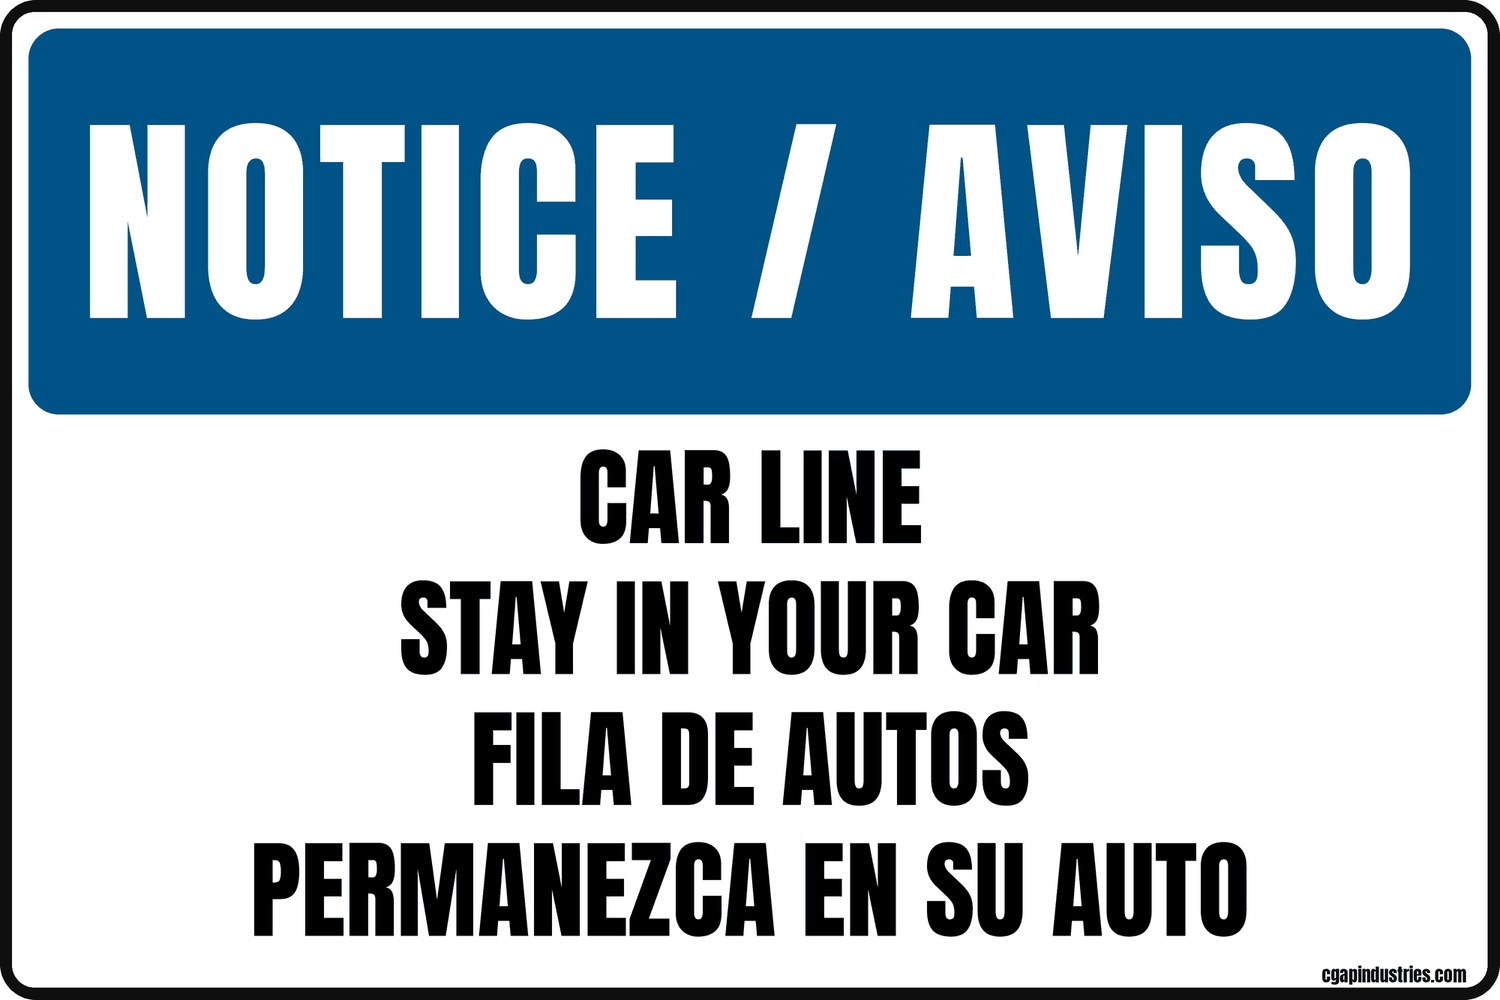 NOTICE / AVISO
CAR LINE
STAY IN YOUR CAR
FILA DE AUTOS
PERMANEZCA EN SU AUTO
cgapindustries.com